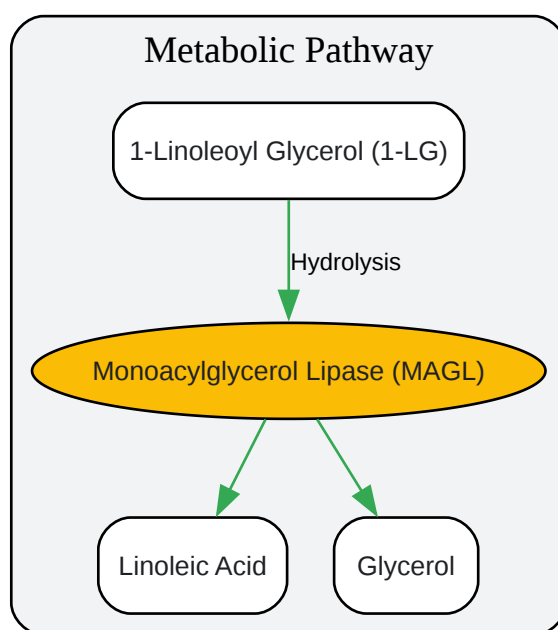 Metabolic Pathway
1-Linoleoyl Glycerol (1-LG)
Hydrolysis
Monoacylglycerol Lipase (MAGL)
Linoleic Acid
Glycerol